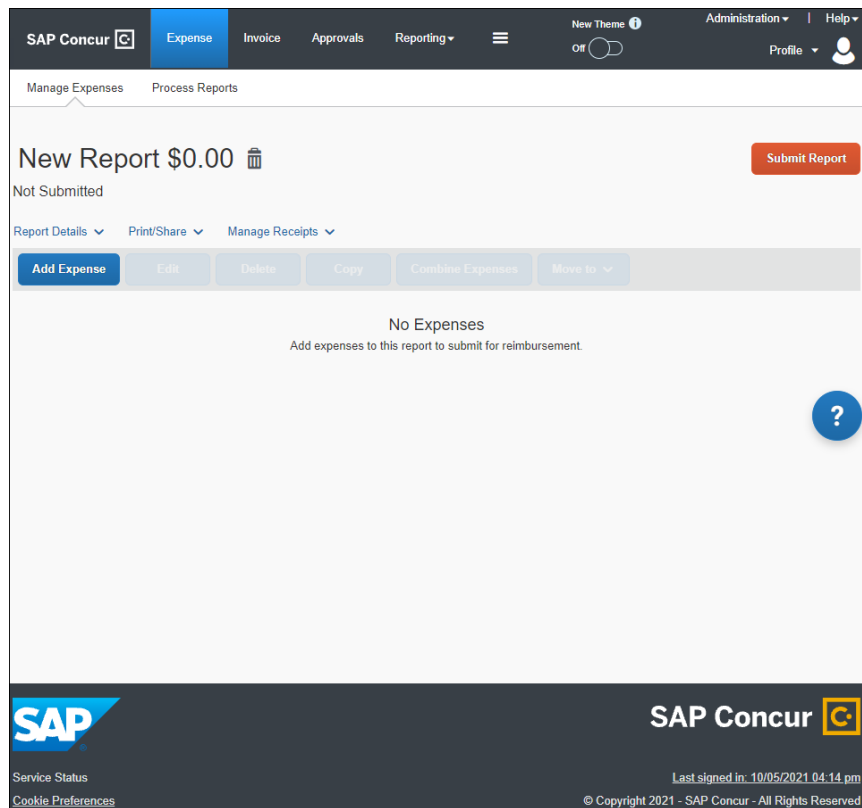 SAP Concur C
Expense
Invoice
Approvals
Reporting
New Theme
Off
Administration | Help
Profile
Manage Expenses Process Reports
New Report $0.00
Submit Report
Not Submitted
Report Details Print/Share Manage Receipts
Add Expense Edit Delete Copy Combine Expenses Move to
No Expenses
Add expenses to this report to submit for reimbursement.
?
SAP
SAP Concur C
Service Status
Last signed in: 10/05/2021 04:14 pm
Cookie Preferences
© Copyright 2021 - SAP Concur - All Rights Reserved